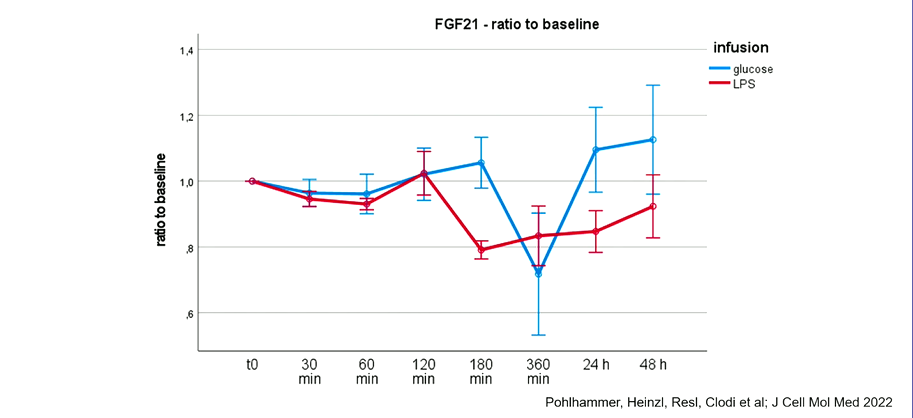 FGF21 - ratio to baseline
infusion
glucose
LPS
ratio to baseline
1,4
1,2
1,0
,8
,6
t0 30 min 60 min 120 min 180 min 360 min 24 h 48 h
Pohlhammer, Heinzl, Resl, Clodi et al; J Cell Mol Med 2022